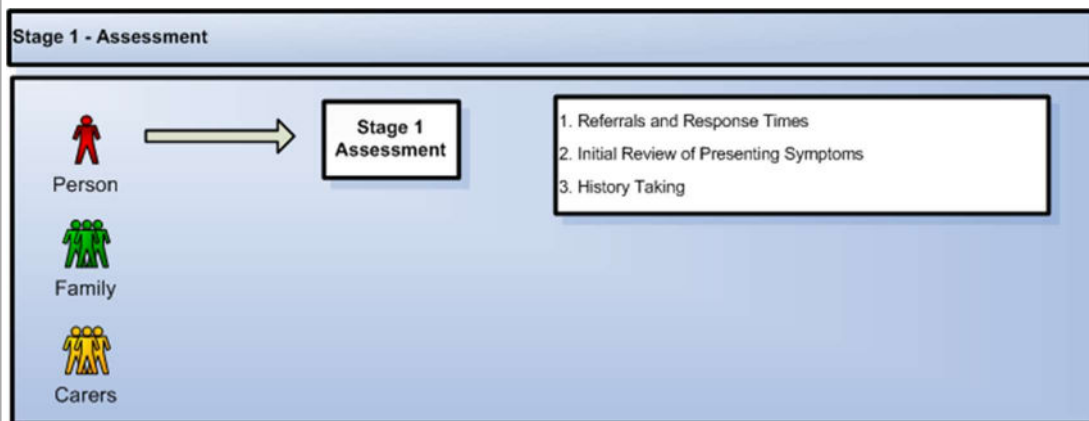 Stage 1 - Assessment
Person
Stage 1
Assessment
1. Referrals and Response Times
2. Initial Review of Presenting Symptoms
3. History Taking
Family
Carers